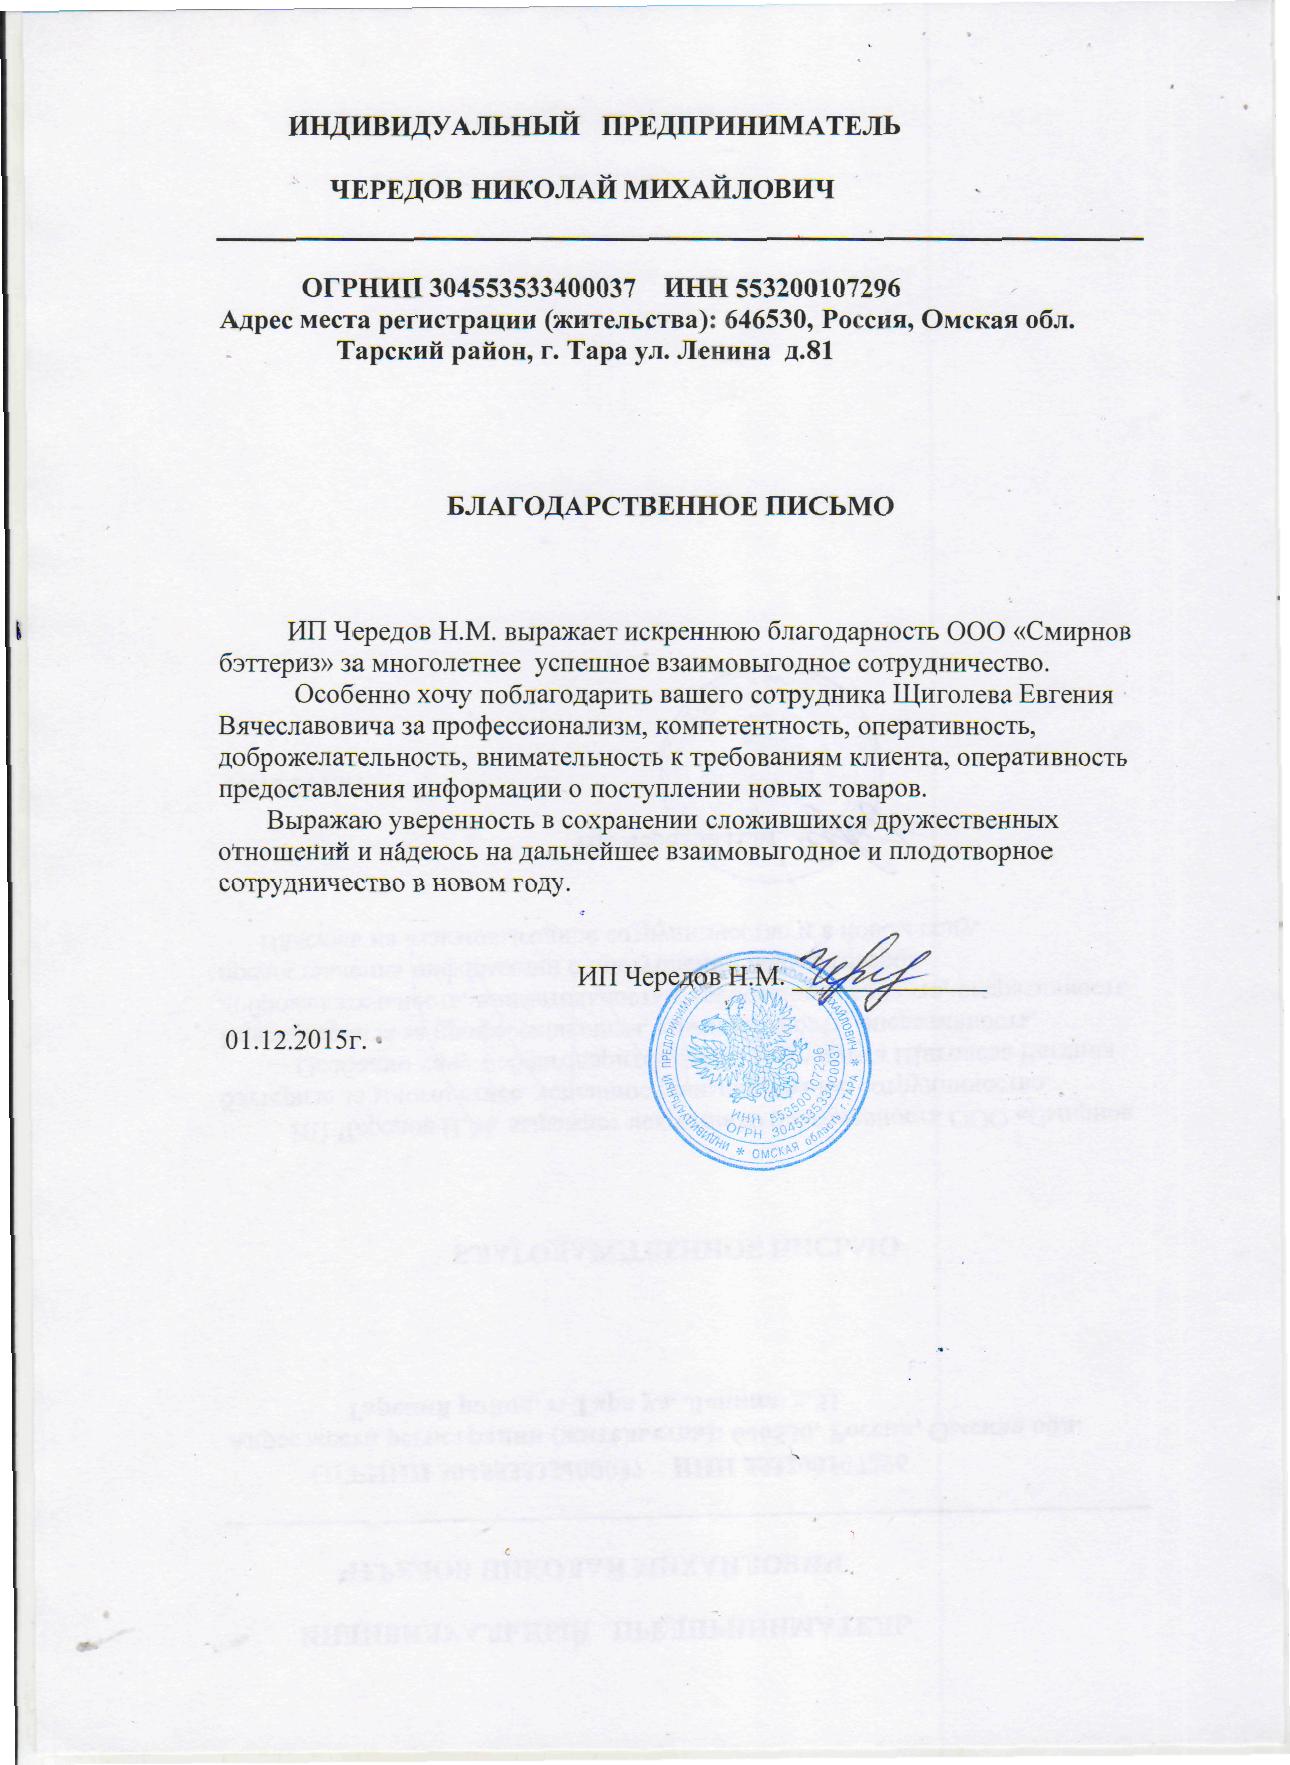 ИНДИВИДУАЛЬНЫЙ ПРЕДПРИНИМАТЕЛЬ
ЧЕРЕДОВ НИКОЛАЙ МИХАЙЛОВИЧ
ОГРНИП 304553533400037 ИНН 553200107296
Адрес места регистрации (жительства): 646530, Россия, Омская обл.
Тарский район, г. Тара ул. Ленина д.81
БЛАГОДАРСТВЕННОЕ ПИСЬМО
ИП Чередов Н.М. выражает искреннюю благодарность ООО «Смирнов
бэттериз» за многолетнее успешное взаимовыгодное сотрудничество.
Особенно хочу поблагодарить вашего сотрудника Щиголева Евгения
Вячеславовича за профессионализм, компетентность, оперативность,
доброжелательность, внимательность к требованиям клиента, оперативность
предоставления информации о поступлении новых товаров.
Выражаю уверенность в сохранении сложившихся дружественных
отношений и надеюсь на дальнейшее взаимовыгодное и плодотворное
сотрудничество в новом году.
ИП Чередов Н.М.
01.12.2015г.
ИНДИВИДУАЛЬНЫЙ ПРЕДПРИНИМАТЕЛЬ
МИХАЙЛОВИЧ
ИНН 553500107296
ОГРН 304553533400037
ОМСКАЯ область г.ТАРА